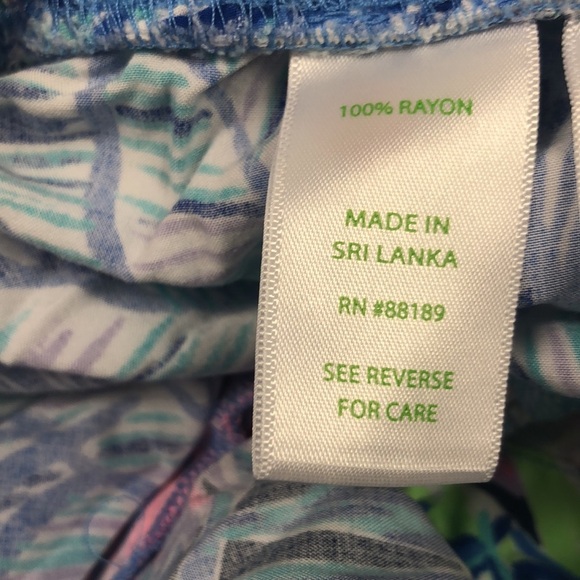 100% RAYON
MADE IN
SRI LANKA
RN #88189
SEE REVERSE
FOR CARE